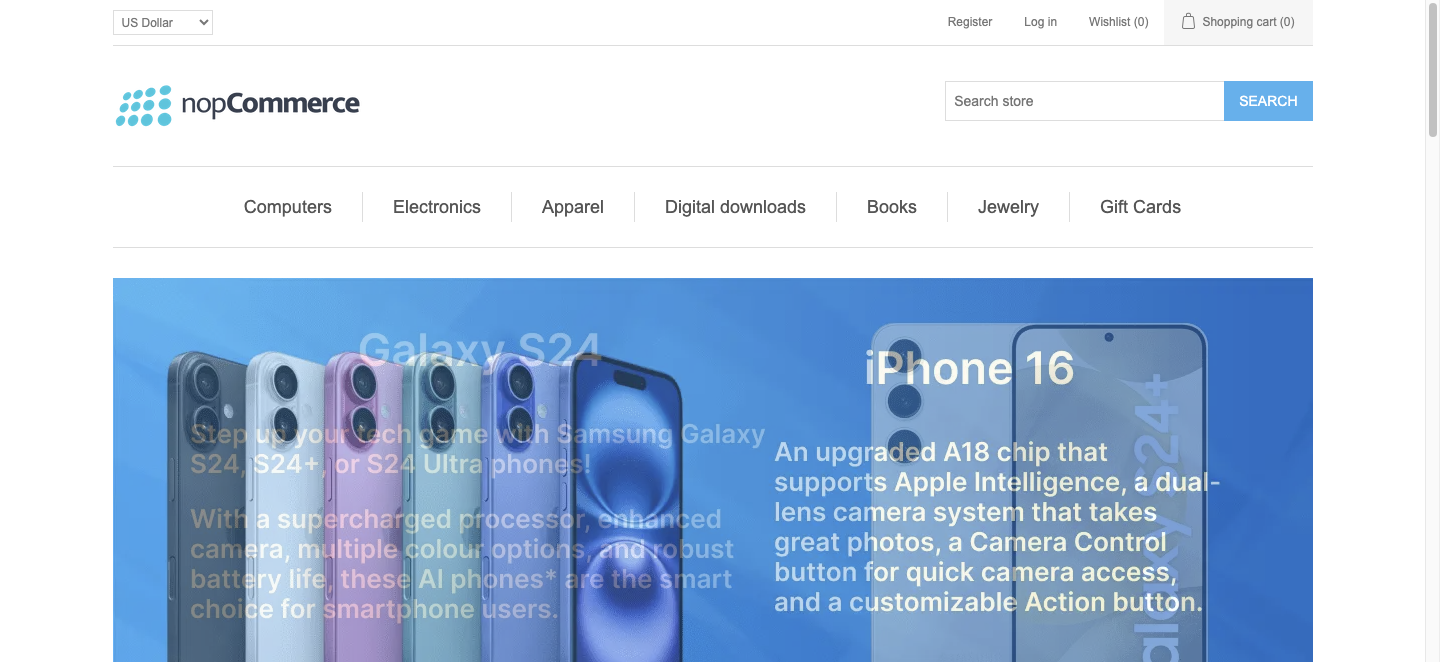 US Dollar
Register
Log in
Wishlist (0)
Shopping cart (0)
nopCommerce
Search store
SEARCH
Computers
Electronics
Apparel
Digital downloads
Books
Jewelry
Gift Cards
Galaxy S24
Step up your tech game with Samsung Galaxy
S24, S24+, or S24 Ultra phones!
With a supercharged processor, enhanced
camera, multiple colour options, and robust
battery life, these AI phones* are the smart
choice for smartphone users.
iPhone 16
An upgraded A18 chip that
supports Apple Intelligence, a dual-
lens camera system that takes
great photos, a Camera Control
button for quick camera access,
and a customizable Action button.
Galaxy S24+